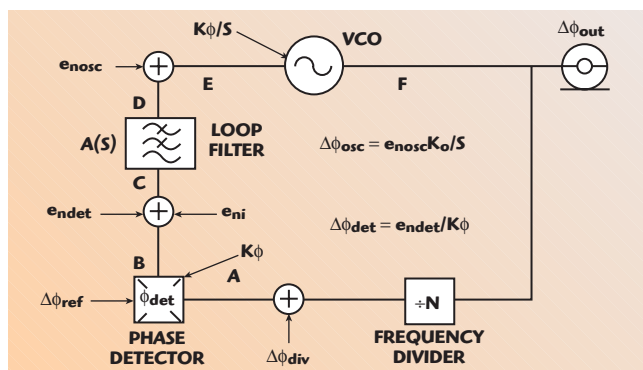 Kϕ/S
VCO
Δϕout
enosc
E
F
D
A(S)
LOOP
FILTER
Δϕosc = enoscKo/S
C
endet
eni
Δϕdet = endet/Kϕ
B
Kϕ
A
Δϕref
ϕdet
÷N
PHASE
DETECTOR
Δϕdiv
FREQUENCY
DIVIDER